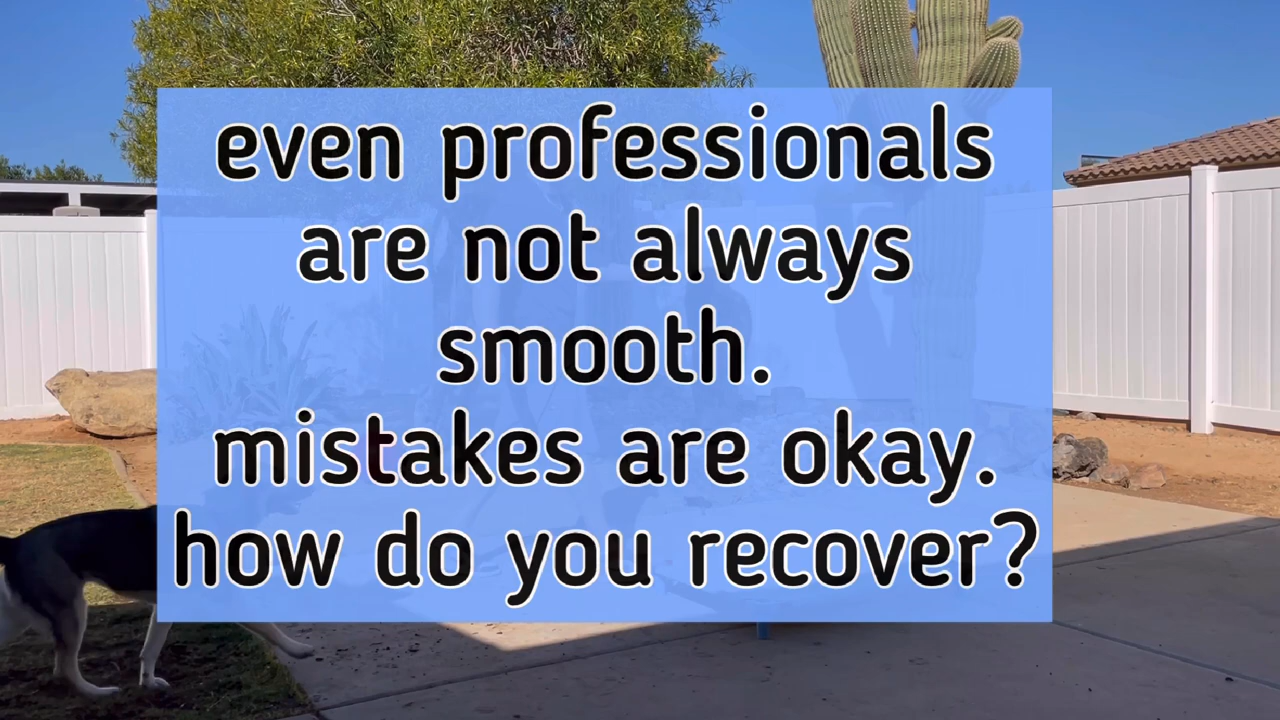 even professionals
are not always
smooth.
mistakes are okay.
how do you recover?